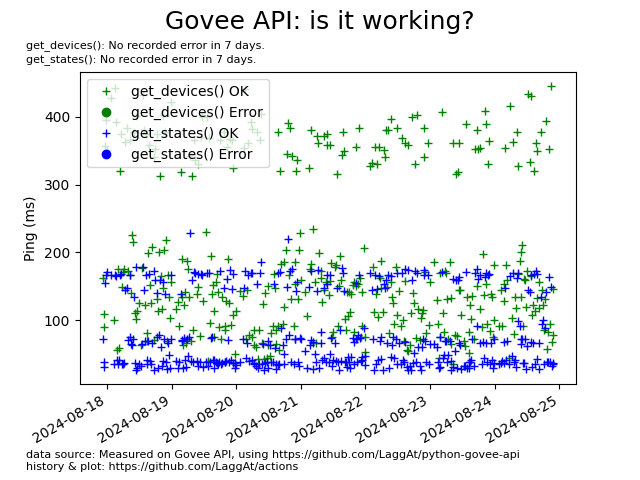 Govee API: is it working?
get_devices(): No recorded error in 7 days.
get_states(): No recorded error in 7 days.
get_devices() OK
get_devices() Error
get_states() OK
get_states() Error
Ping (ms)
400
300
200
100
2024-08-18
2024-08-19
2024-08-20
2024-08-21
2024-08-22
2024-08-23
2024-08-24
2024-08-25
data source: Measured on Govee API, using https://github.com/LaggAt/python-govee-api
history & plot: https://github.com/LaggAt/actions